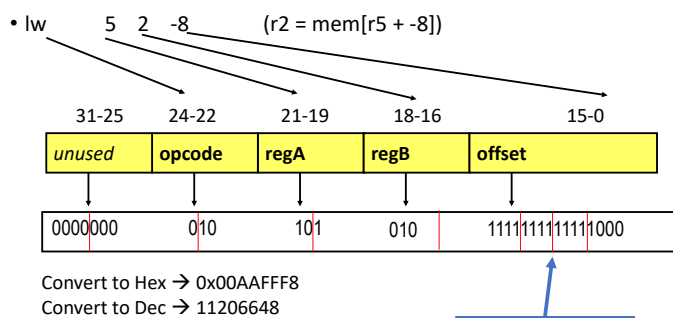 • lw 5 2 -8 (r2 = mem[r5 + -8])
31-25 24-22 21-19 18-16 15-0
unused opcode regA regB offset
0000000 010 101 010 1111111111111000
Convert to Hex → 0x00AAFFF8
Convert to Dec → 11206648